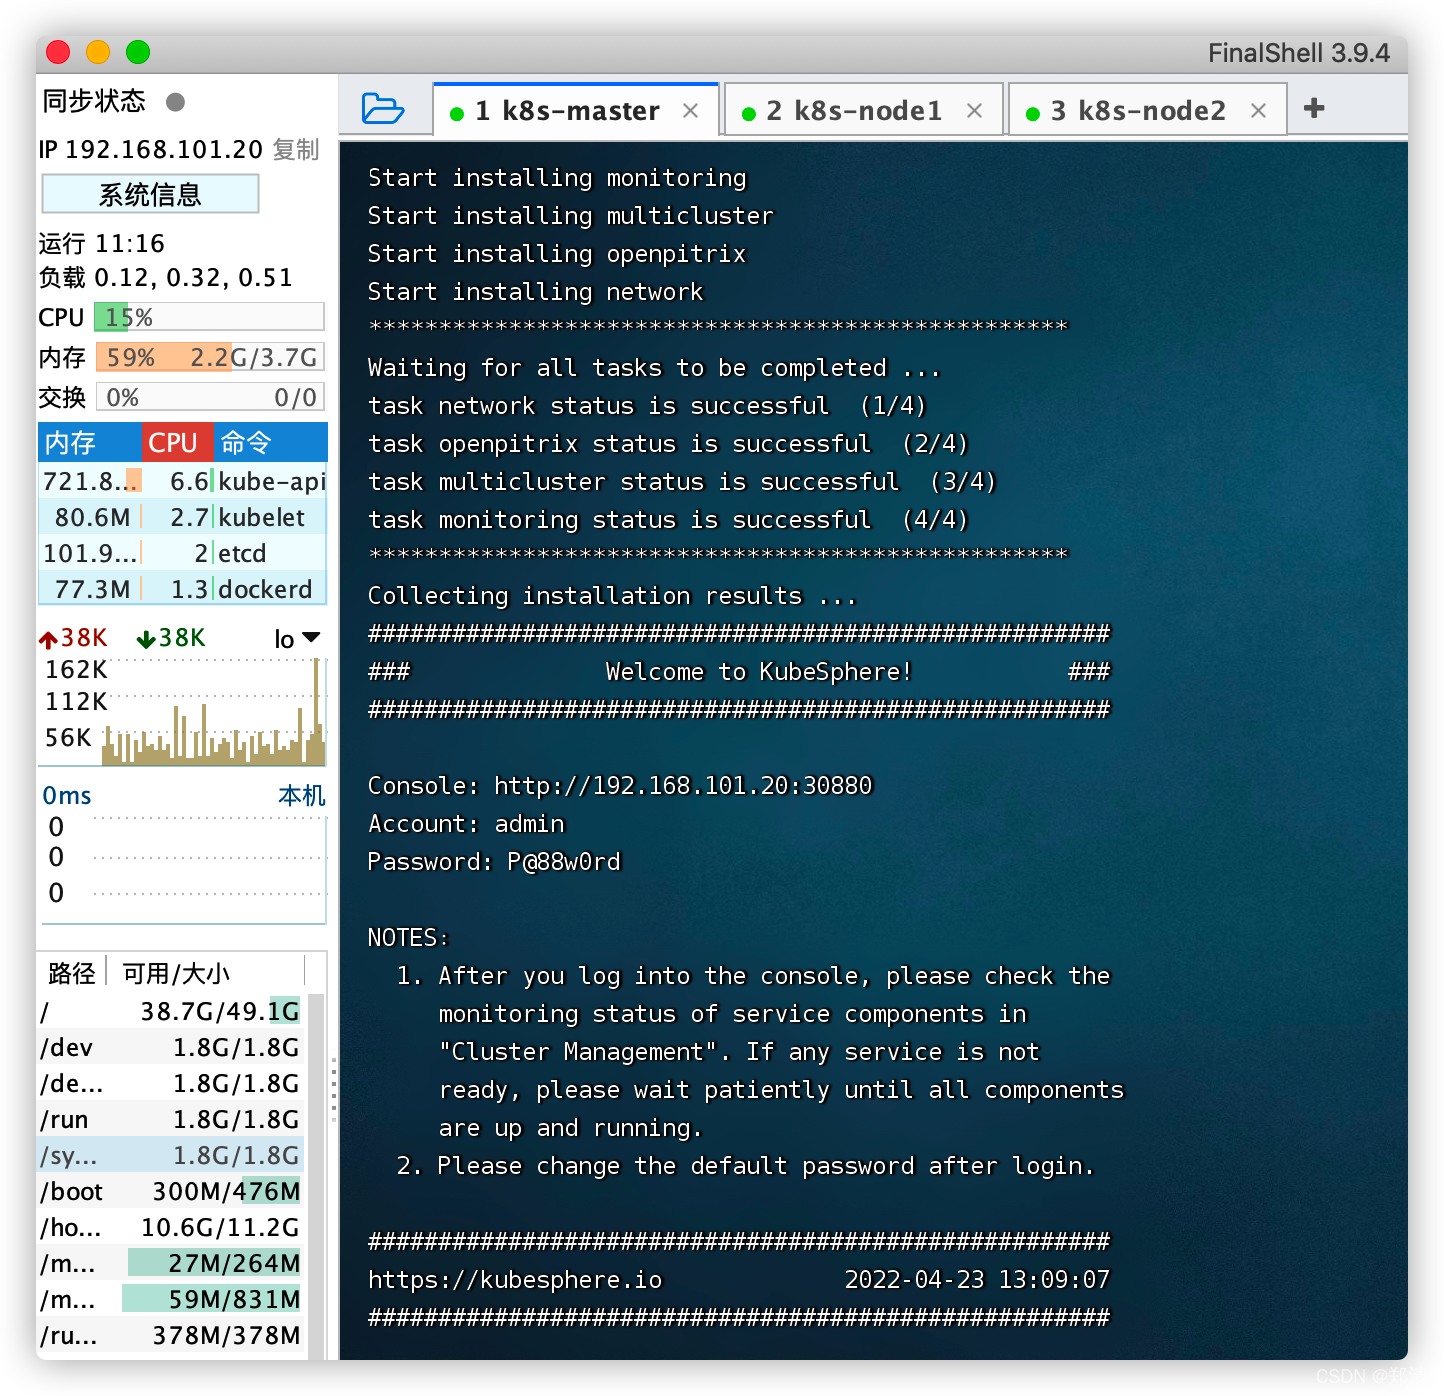 FinalShell 3.9.4
同步状态
IP 192.168.101.20 复制
系统信息
运行 11:16
负载 0.12, 0.32, 0.51
CPU 15%
内存 59% 2.2G/3.7G
交换 0% 0/0
内存 CPU 命令
721.8... 6.6 kube-api
80.6M 2.7 kubelet
101.9... 2 etcd
77.3M 1.3 dockerd
38K 38K lo
162K
112K
56K
0ms 本机
0
0
0
路径 可用/大小
/ 38.7G/49.1G
/dev 1.8G/1.8G
/de... 1.8G/1.8G
/run 1.8G/1.8G
/sy... 1.8G/1.8G
/boot 300M/476M
/ho... 10.6G/11.2G
/m... 27M/264M
/m... 59M/831M
/ru... 378M/378M
1 k8s-master × 2 k8s-node1 × 3 k8s-node2 × +
Start installing monitoring
Start installing multicluster
Start installing openpitrix
Start installing network
**************************************************
Waiting for all tasks to be completed ...
task network status is successful  (1/4)
task openpitrix status is successful  (2/4)
task multicluster status is successful  (3/4)
task monitoring status is successful  (4/4)
**************************************************
Collecting installation results ...
#####################################################
###              Welcome to KubeSphere!           ###
#####################################################
Console: http://192.168.101.20:30880
Account: admin
Password: P@88w0rd
NOTES:
1. After you log into the console, please check the
monitoring status of service components in
"Cluster Management". If any service is not
ready, please wait patiently until all components
are up and running.
2. Please change the default password after login.
#####################################################
https://kubesphere.io             2022-04-23 13:09:07
#####################################################
CSDN